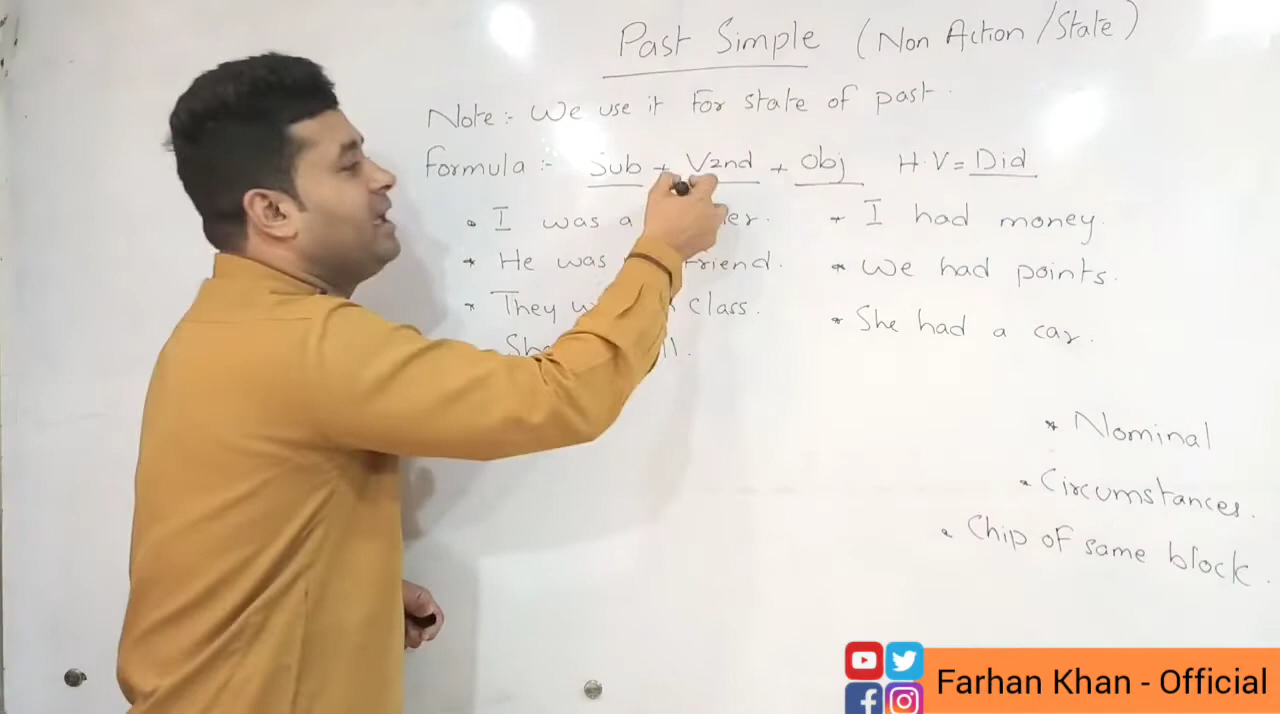 Past Simple (Non Action/State)
Note:- We use it for state of past.
Formula:- Sub + V2nd + Obj H.V = Did
• I was a
* He was friend.
* They class.
* I had money.
* We had points.
* She had a car.
* Nominal
• Circumstances.
• Chip of same block.
Farhan Khan - Official